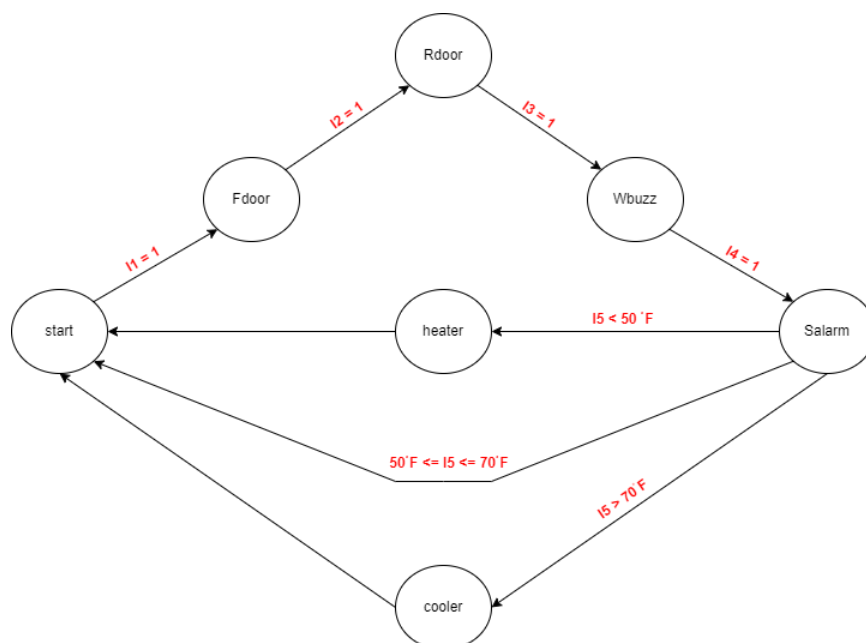 Rdoor
I2 = 1
I3 = 1
Fdoor
Wbuzz
I1 = 1
I4 = 1
start
heater
I5 < 50 °F
Salarm
50°F <= I5 <= 70°F
I5 > 70°F
cooler